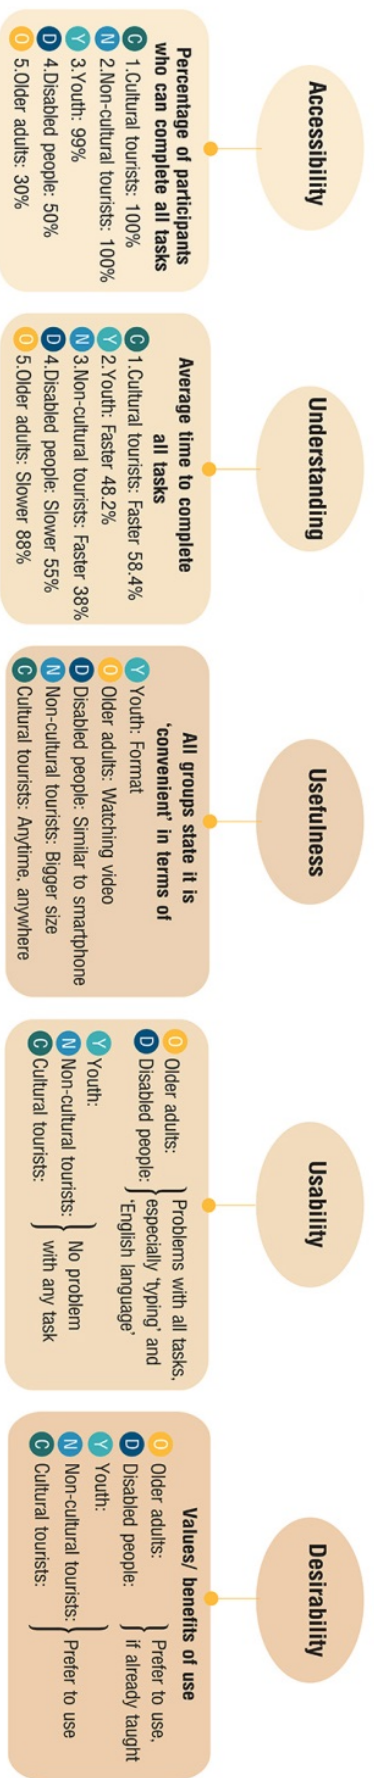 Accessibility
Percentage of participants
who can complete all tasks
C 1.Cultural tourists: 100%
N 2.Non-cultural tourists: 100%
Y 3.Youth: 99%
D 4.Disabled people: 50%
O 5.Older adults: 30%
Understanding
Average time to complete
all tasks
C 1.Cultural tourists: Faster 58.4%
Y 2.Youth: Faster 48.2%
N 3.Non-cultural tourists: Faster 38%
D 4.Disabled people: Slower 55%
O 5.Older adults: Slower 88%
Usefulness
All groups state it is
‘convenient’ in terms of
Y Youth: Format
O Older adults: Watching video
D Disabled people: Similar to smartphone
N Non-cultural tourists: Bigger size
C Cultural tourists: Anytime, anywhere
Usability
O Older adults:
D Disabled people:
Problems with all tasks,
especially ‘typing’ and
‘English language’
Y Youth:
N Non-cultural tourists:
C Cultural tourists:
No problem
with any task
Desirability
Values/ benefits of use
O Older adults:
D Disabled people:
Prefer to use,
if already taught
Y Youth:
N Non-cultural tourists:
C Cultural tourists:
Prefer to use